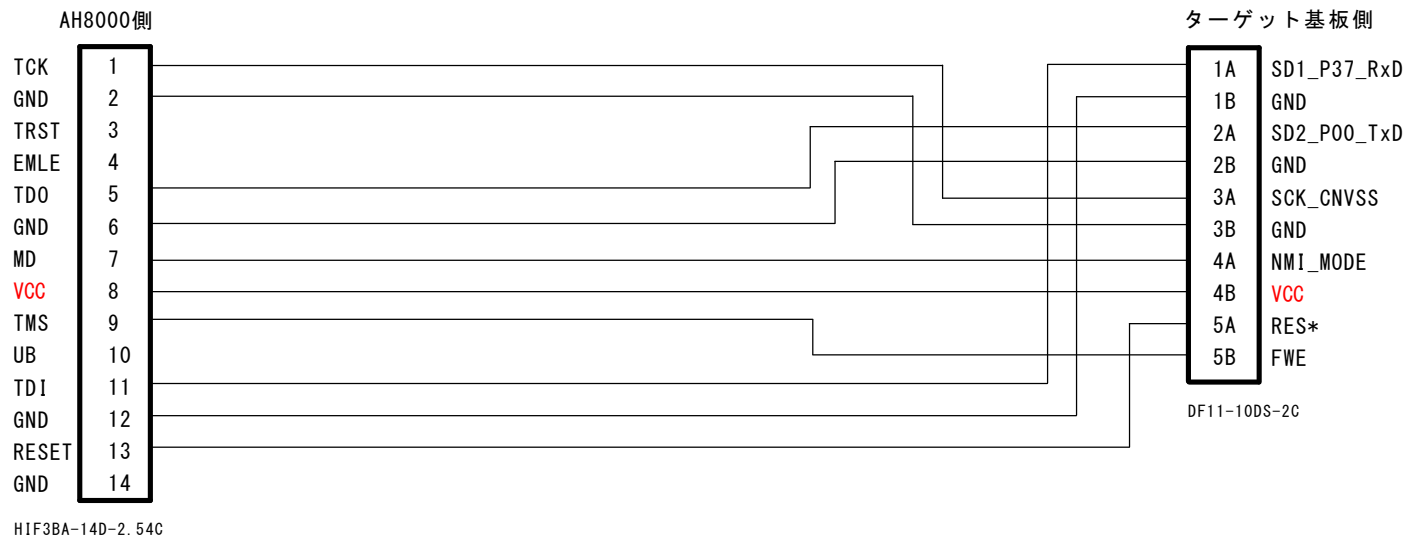 AH8000側
TCK 1
GND 2
TRST 3
EMLE 4
TDO 5
GND 6
MD 7
VCC 8
TMS 9
UB 10
TDI 11
GND 12
RESET 13
GND 14
HIF3BA-14D-2.54C
ターゲット基板側
1A SD1_P37_RxD
1B GND
2A SD2_P00_TxD
2B GND
3A SCK_CNVSS
3B GND
4A NMI_MODE
4B VCC
5A RES*
5B FWE
DF11-10DS-2C